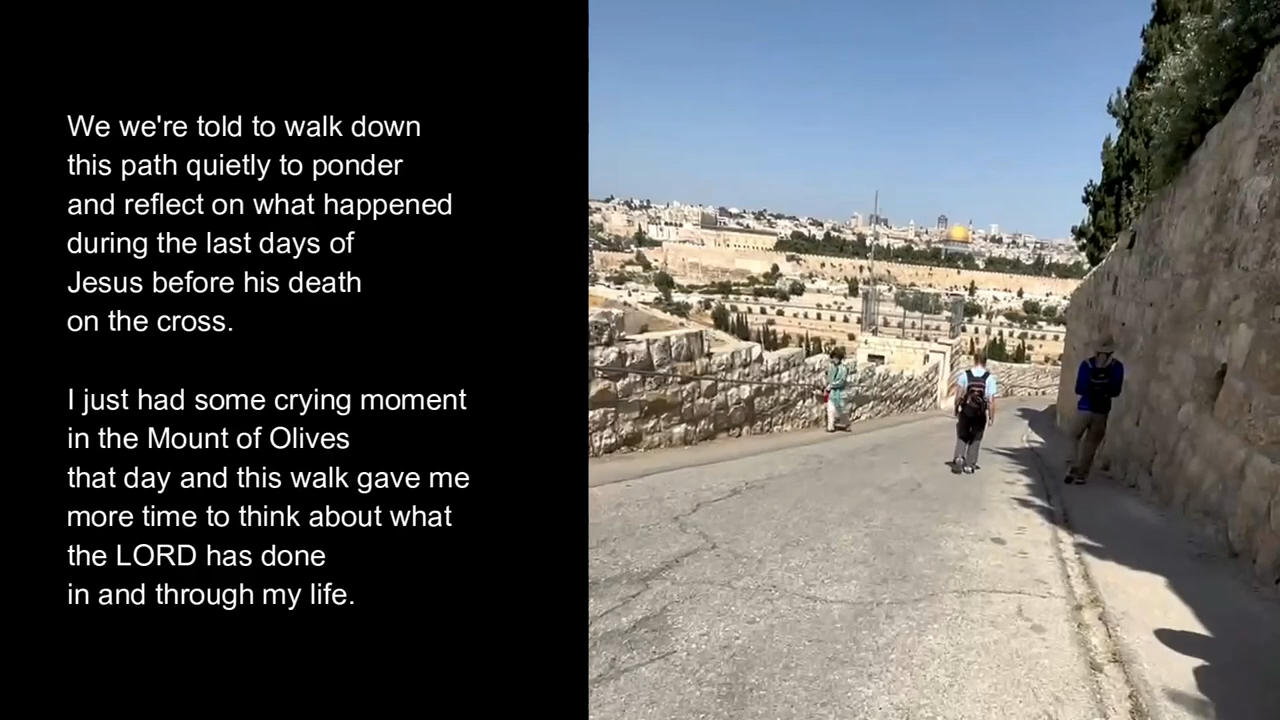 We we're told to walk down
this path quietly to ponder
and reflect on what happened
during the last days of
Jesus before his death
on the cross.
I just had some crying moment
in the Mount of Olives
that day and this walk gave me
more time to think about what
the LORD has done
in and through my life.